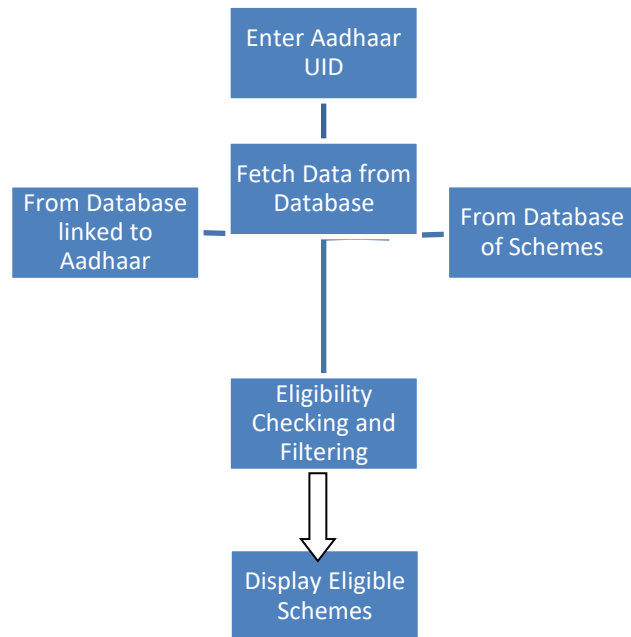 Enter Aadhaar
UID
Fetch Data from
Database
From Database
linked to
Aadhaar
From Database
of Schemes
Eligibility
Checking and
Filtering
Display Eligible
Schemes